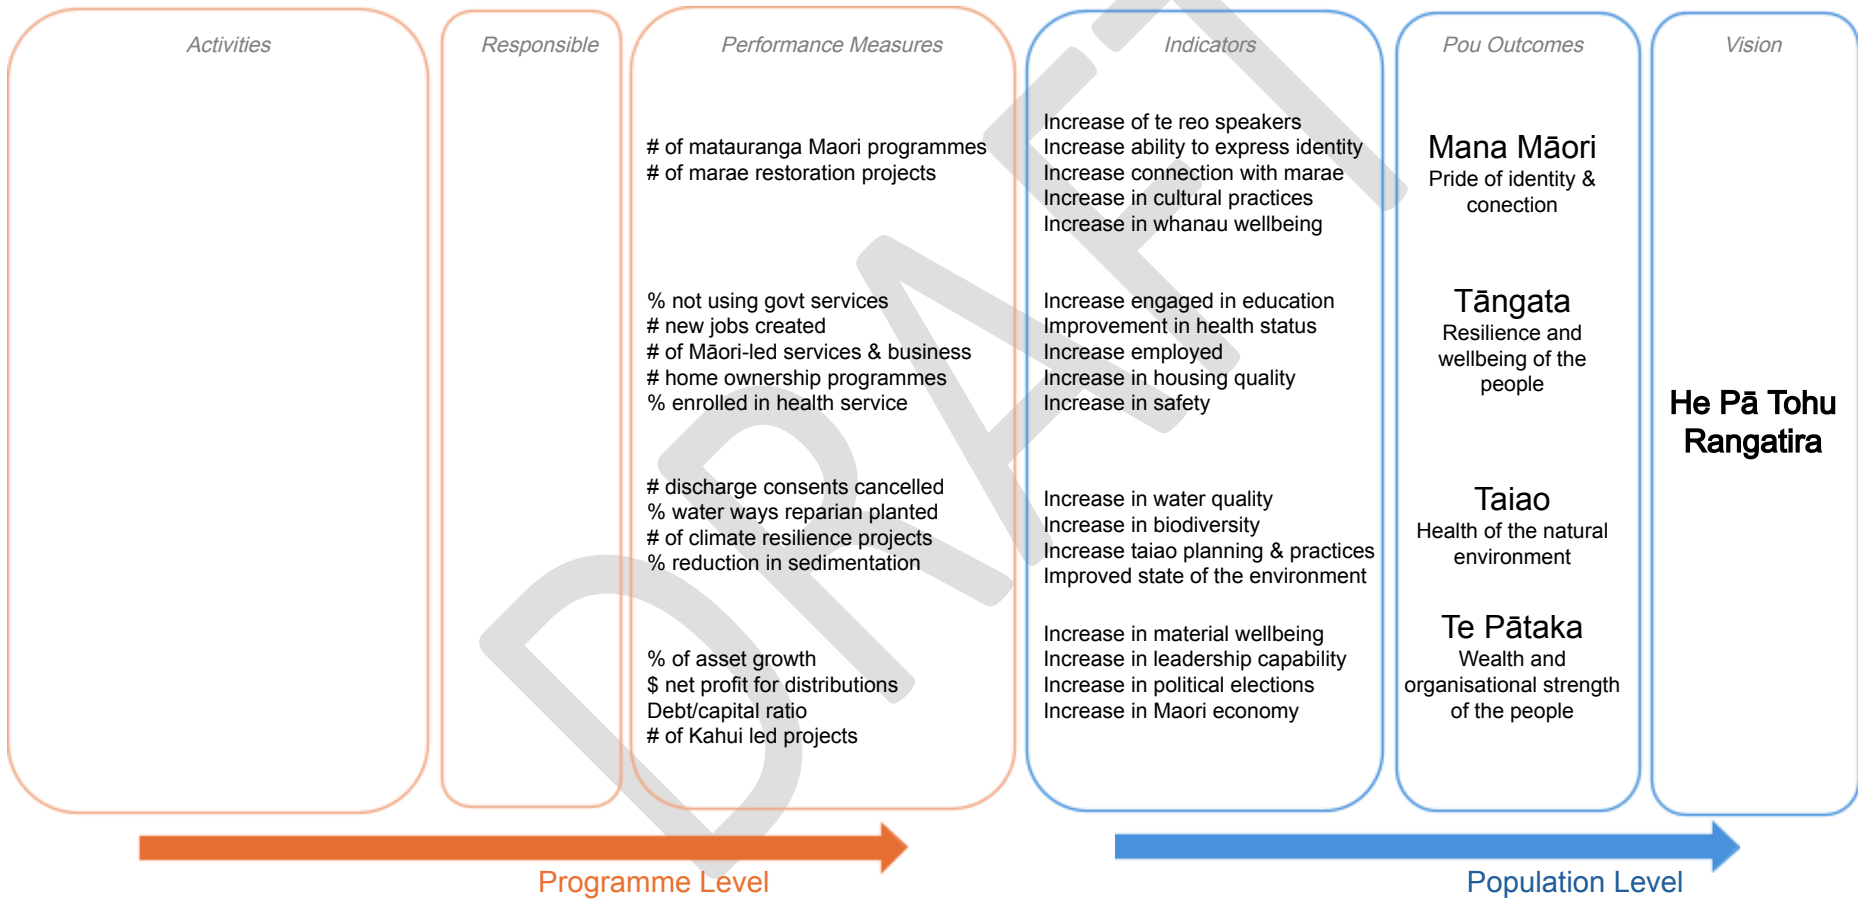 Activities
Responsible
Performance Measures
Indicators
Pou Outcomes
Vision
# of matauranga Maori programmes
# of marae restoration projects
Increase of te reo speakers
Increase ability to express identity
Increase connection with marae
Increase in cultural practices
Increase in whanau wellbeing
Mana Māori
Pride of identity &
conection
% not using govt services
# new jobs created
# of Māori-led services & business
# home ownership programmes
% enrolled in health service
Increase engaged in education
Improvement in health status
Increase employed
Increase in housing quality
Increase in safety
Tāngata
Resilience and
wellbeing of the
people
# discharge consents cancelled
% water ways reparian planted
# of climate resilience projects
% reduction in sedimentation
Increase in water quality
Increase in biodiversity
Increase taiao planning & practices
Improved state of the environment
Taiao
Health of the natural
environment
% of asset growth
$ net profit for distributions
Debt/capital ratio
# of Kahui led projects
Increase in material wellbeing
Increase in leadership capability
Increase in political elections
Increase in Maori economy
Te Pātaka
Wealth and
organisational strength
of the people
He Pā Tohu
Rangatira
DRAFT
Programme Level
Population Level